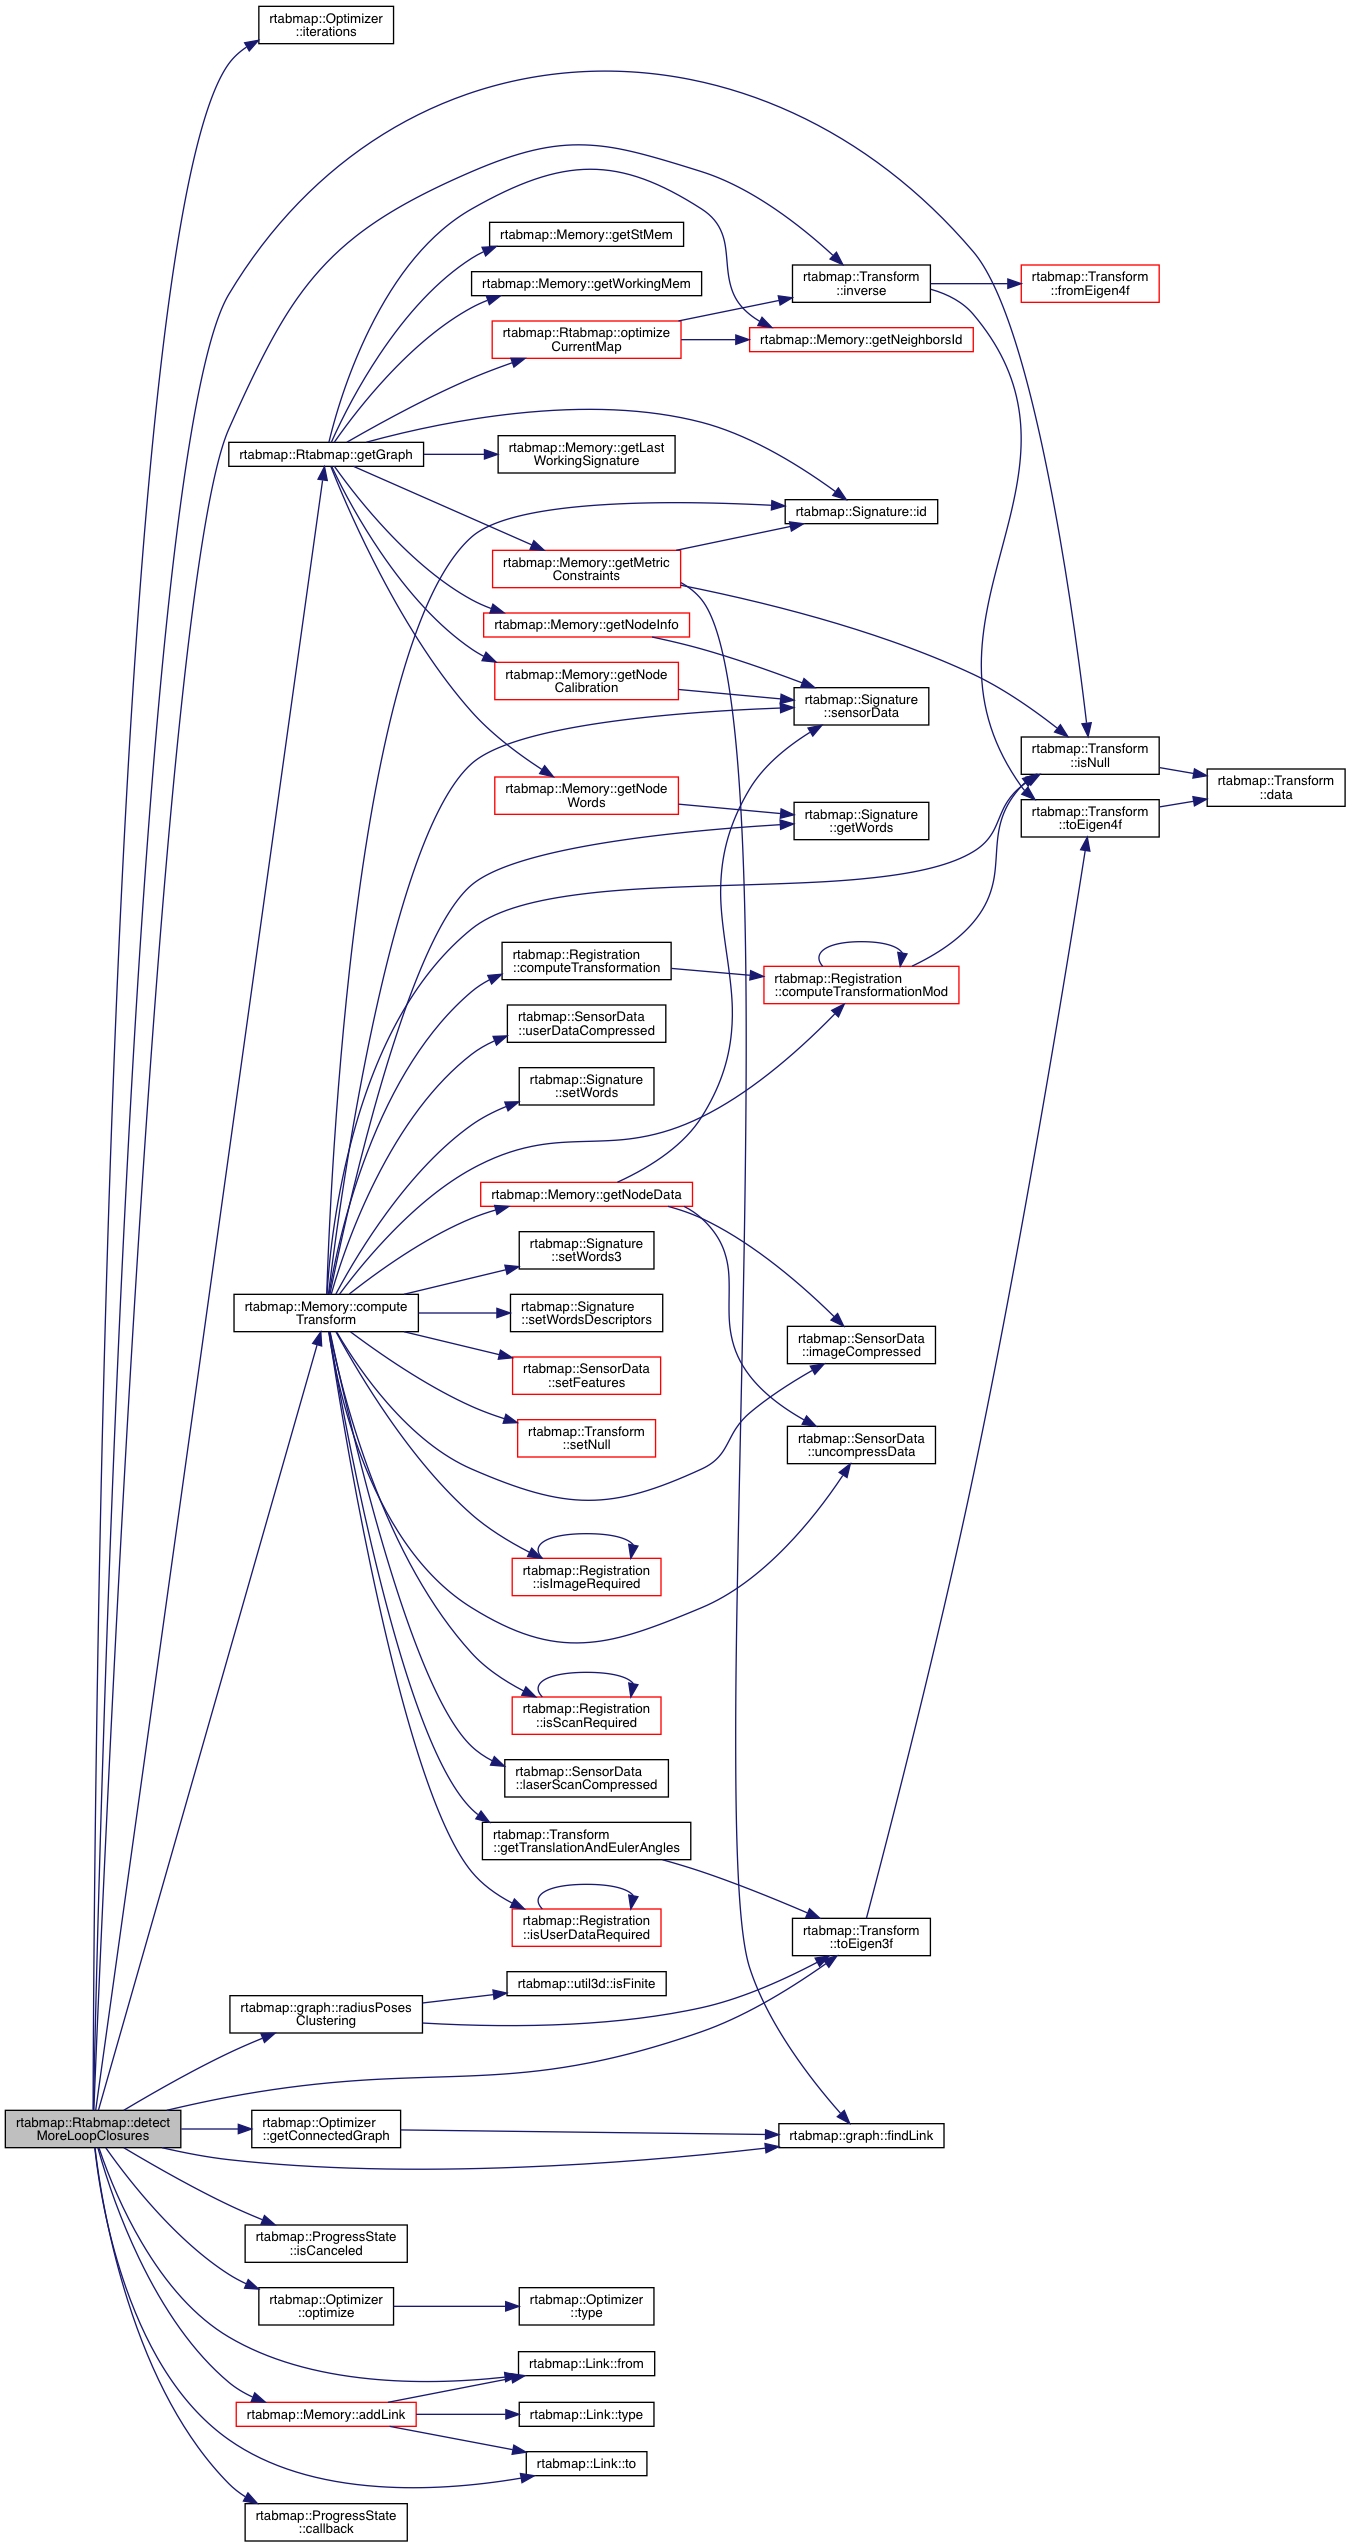 rtabmap::Optimizer
::iterations
rtabmap::Memory::getStMem
rtabmap::Memory::getWorkingMem
rtabmap::Transform
::inverse
rtabmap::Transform
::fromEigen4f
rtabmap::Rtabmap::optimize
CurrentMap
rtabmap::Memory::getNeighborsId
rtabmap::Rtabmap::getGraph
rtabmap::Memory::getLast
WorkingSignature
rtabmap::Signature::id
rtabmap::Memory::getMetric
Constraints
rtabmap::Memory::getNodeInfo
rtabmap::Memory::getNode
Calibration
rtabmap::Signature
::sensorData
rtabmap::Transform
::isNull
rtabmap::Transform
::data
rtabmap::Memory::getNode
Words
rtabmap::Signature
::getWords
rtabmap::Transform
::toEigen4f
rtabmap::Registration
::computeTransformation
rtabmap::Registration
::computeTransformationMod
rtabmap::SensorData
::userDataCompressed
rtabmap::Signature
::setWords
rtabmap::Memory::getNodeData
rtabmap::Signature
::setWords3
rtabmap::Memory::compute
Transform
rtabmap::Signature
::setWordsDescriptors
rtabmap::SensorData
::imageCompressed
rtabmap::SensorData
::setFeatures
rtabmap::Transform
::setNull
rtabmap::SensorData
::uncompressData
rtabmap::Registration
::isImageRequired
rtabmap::Registration
::isScanRequired
rtabmap::SensorData
::laserScanCompressed
rtabmap::Transform
::getTranslationAndEulerAngles
rtabmap::Registration
::isUserDataRequired
rtabmap::Transform
::toEigen3f
rtabmap::util3d::isFinite
rtabmap::graph::radiusPoses
Clustering
rtabmap::Rtabmap::detect
MoreLoopClosures
rtabmap::Optimizer
::getConnectedGraph
rtabmap::graph::findLink
rtabmap::ProgressState
::isCanceled
rtabmap::Optimizer
::optimize
rtabmap::Optimizer
::type
rtabmap::Link::from
rtabmap::Memory::addLink
rtabmap::Link::type
rtabmap::Link::to
rtabmap::ProgressState
::callback